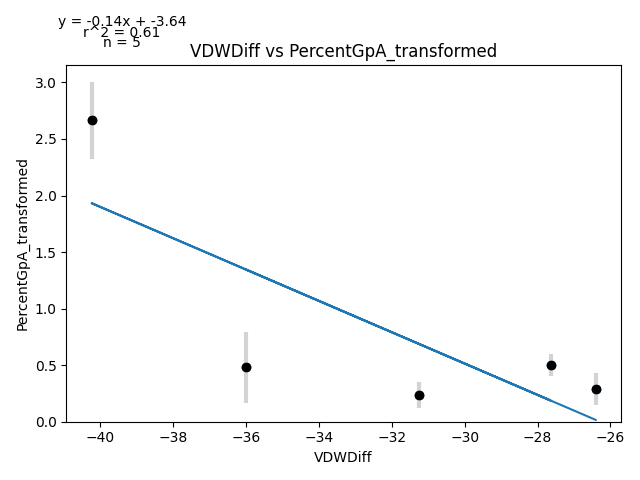 y = -0.14x + -3.64
r^2 = 0.61
n = 5
VDWDiff vs PercentGpA_transformed
3.0
2.5
2.0
1.5
1.0
0.5
0.0
PercentGpA_transformed
−40 −38 −36 −34 −32 −30 −28 −26
VDWDiff